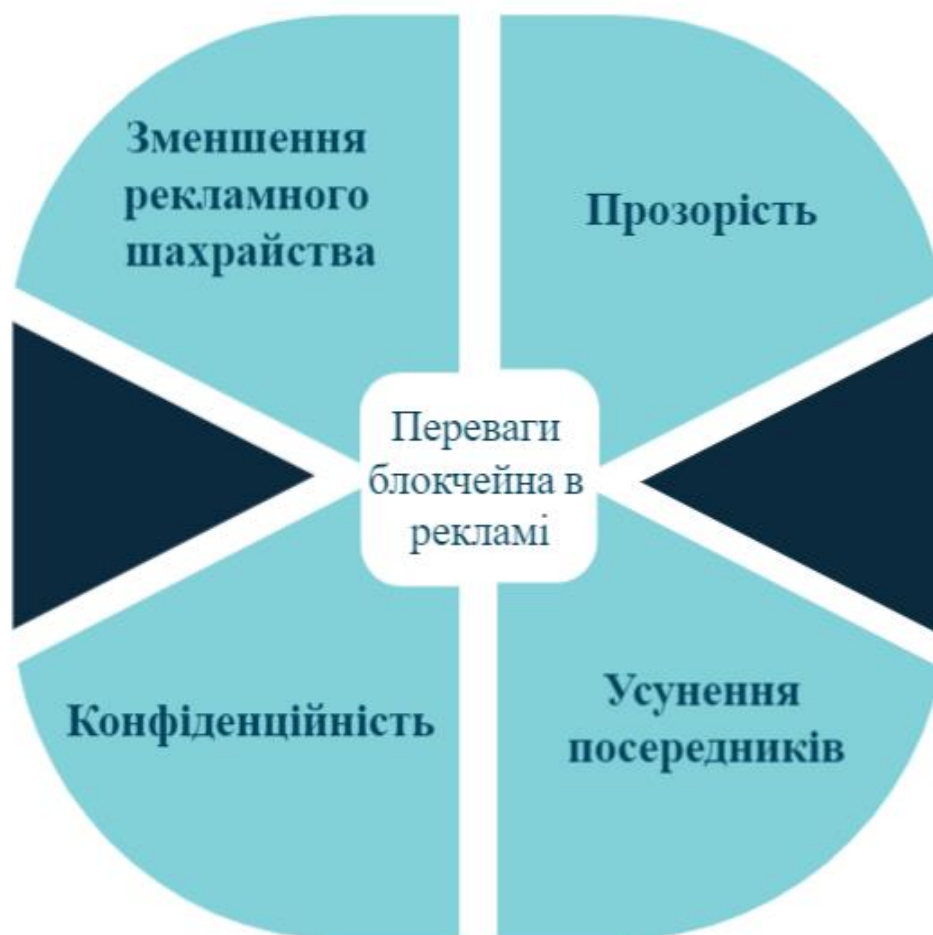 Зменшення
рекламного
шахрайства
Прозорість
Переваги
блокчейна в
рекламі
Конфіденційність
Усунення
посередників